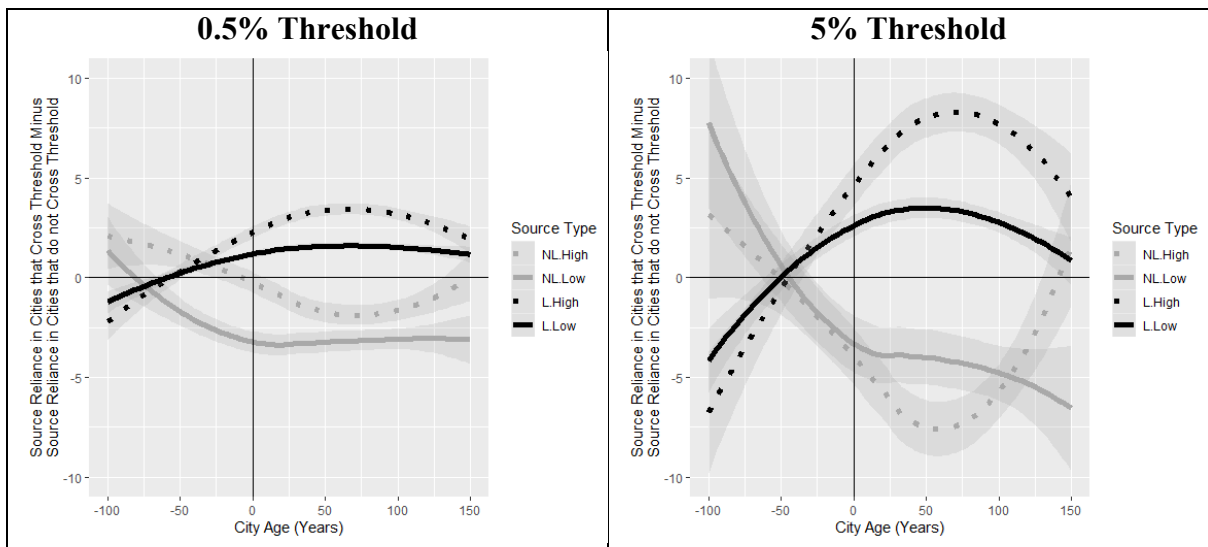 0.5% Threshold
Source Reliance in Cities that Cross Threshold Minus
Source Reliance in Cities that do not Cross Threshold
10
5
0
-5
-10
-100
-50
0
50
100
150
City Age (Years)
Source Type
NL.High
NL.Low
L.High
L.Low
5% Threshold
Source Reliance in Cities that Cross Threshold Minus
Source Reliance in Cities that do not Cross Threshold
10
5
0
-5
-10
-100
-50
0
50
100
150
City Age (Years)
Source Type
NL.High
NL.Low
L.High
L.Low